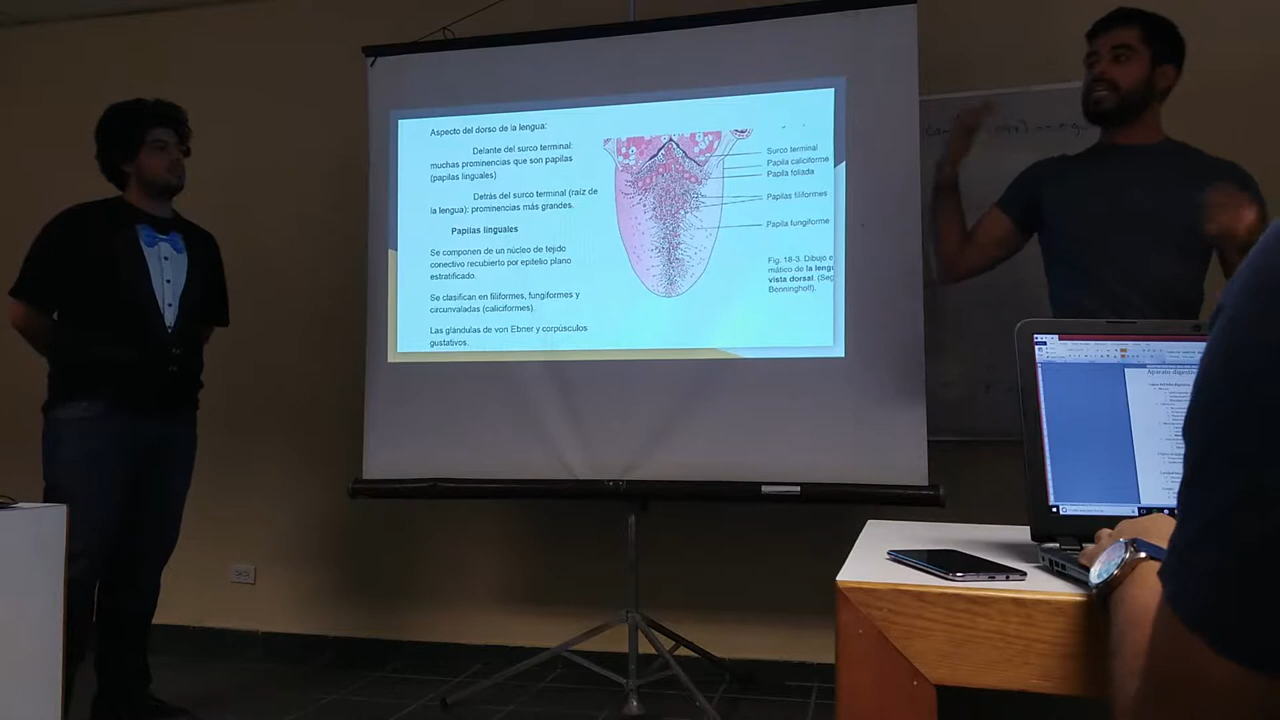 Aspecto del dorso de la lengua:
Delante del surco terminal:
muchas prominencias que son papilas
(papilas linguales)
Detrás del surco terminal (raíz de
la lengua): prominencias más grandes.
Papilas linguales
Se componen de un núcleo de tejido
conectivo recubierto por epitelio plano
estratificado.
Se clasifican en filiformes, fungiformes y
circunvaladas (caliciformes).
Las glándulas de von Ebner y corpúsculos
gustativos.
Surco terminal
Papila caliciforme
Papila foliada
Papilas filiformes
Papila fungiforme
Fig. 18-3. Dibujo e
mático de la lengu
vista dorsal. (Seg
Benninghoff).
Aparato digestiv